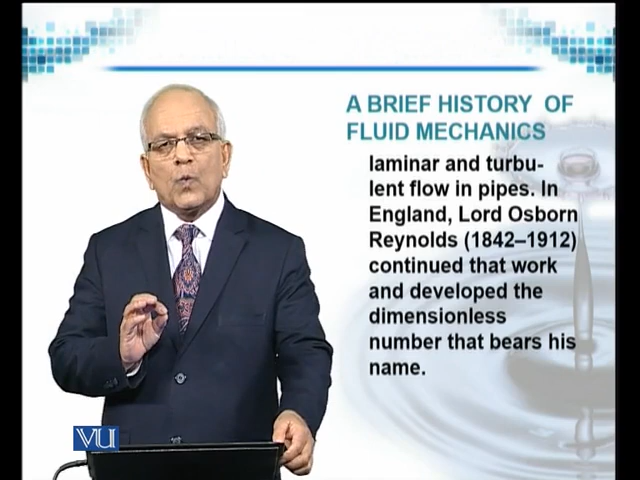 A BRIEF HISTORY OF
FLUID MECHANICS
laminar and turbu-
lent flow in pipes. In
England, Lord Osborn
Reynolds (1842–1912)
continued that work
and developed the
dimensionless
number that bears his
name.
VU